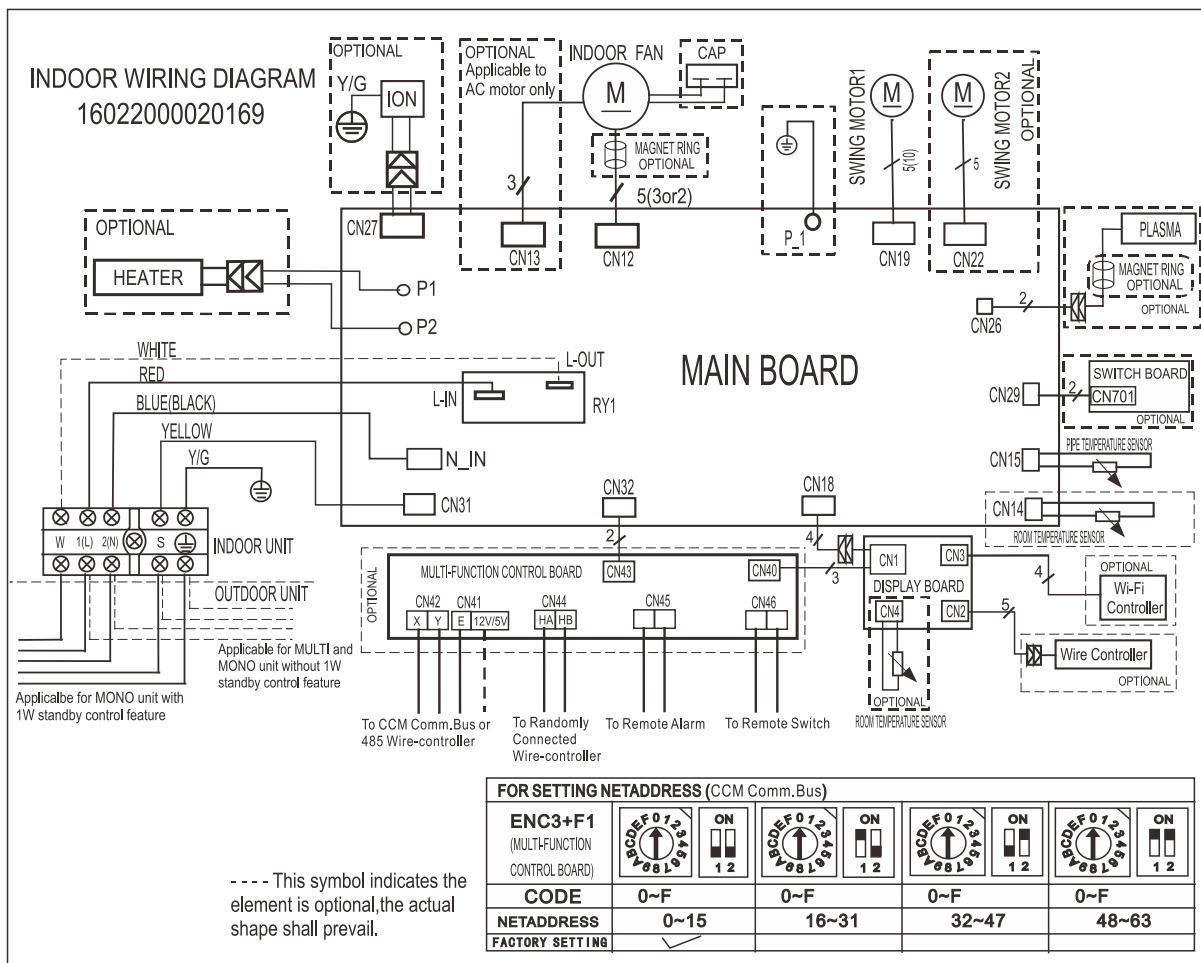 INDOOR WIRING DIAGRAM
16022000020169
OPTIONAL
Y/G
ION
CN27
OPTIONAL
Applicable to
AC motor only
3
CN13
INDOOR FAN
M
CAP
MAGNET RING
OPTIONAL
5(3or2)
CN12
P_1
SWING MOTOR1
M
5(10)
CN19
SWING MOTOR2
OPTIONAL
M
5
CN22
PLASMA
MAGNET RING
OPTIONAL
OPTIONAL
2
CN26
OPTIONAL
HEATER
P1
P2
MAIN BOARD
WHITE
RED
BLUE(BLACK)
YELLOW
Y/G
L-OUT
L-IN
RY1
N_IN
CN31
SWITCH BOARD
CN701
OPTIONAL
2
CN29
PIPE TEMPERATURE SENSOR
CN15
CN14
ROOM TEMPERATURE SENSOR
CN32
2
CN18
4
W 1(L) 2(N) S
INDOOR UNIT
OUTDOOR UNIT
Applicable for MULTI and
MONO unit without 1W
standby control feature
Applicalbe for MONO unit with
1W standby control feature
OPTIONAL
MULTI-FUNCTION CONTROL BOARD
CN43
CN40
3
CN42 CN41 CN44 CN45 CN46
X Y E 12V/5V HA HB
To CCM Comm.Bus or
485 Wire-controller
To Randomly
Connected
Wire-controller
To Remote Alarm
To Remote Switch
CN1
CN3
DISPLAY BOARD
CN4
CN2
OPTIONAL
ROOM TEMPERATURE SENSOR
4
OPTIONAL
Wi-Fi
Controller
5
Wire Controller
OPTIONAL
---- This symbol indicates the
element is optional,the actual
shape shall prevail.
FOR SETTING NETADDRESS (CCM Comm.Bus)
ENC3+F1
(MULTI-FUNCTION
CONTROL BOARD)
0123456789ABCDEF
ON
1 2
0123456789ABCDEF
ON
1 2
0123456789ABCDEF
ON
1 2
0123456789ABCDEF
ON
1 2
CODE 0~F 0~F 0~F 0~F
NETADDRESS 0~15 16~31 32~47 48~63
FACTORY SETTING